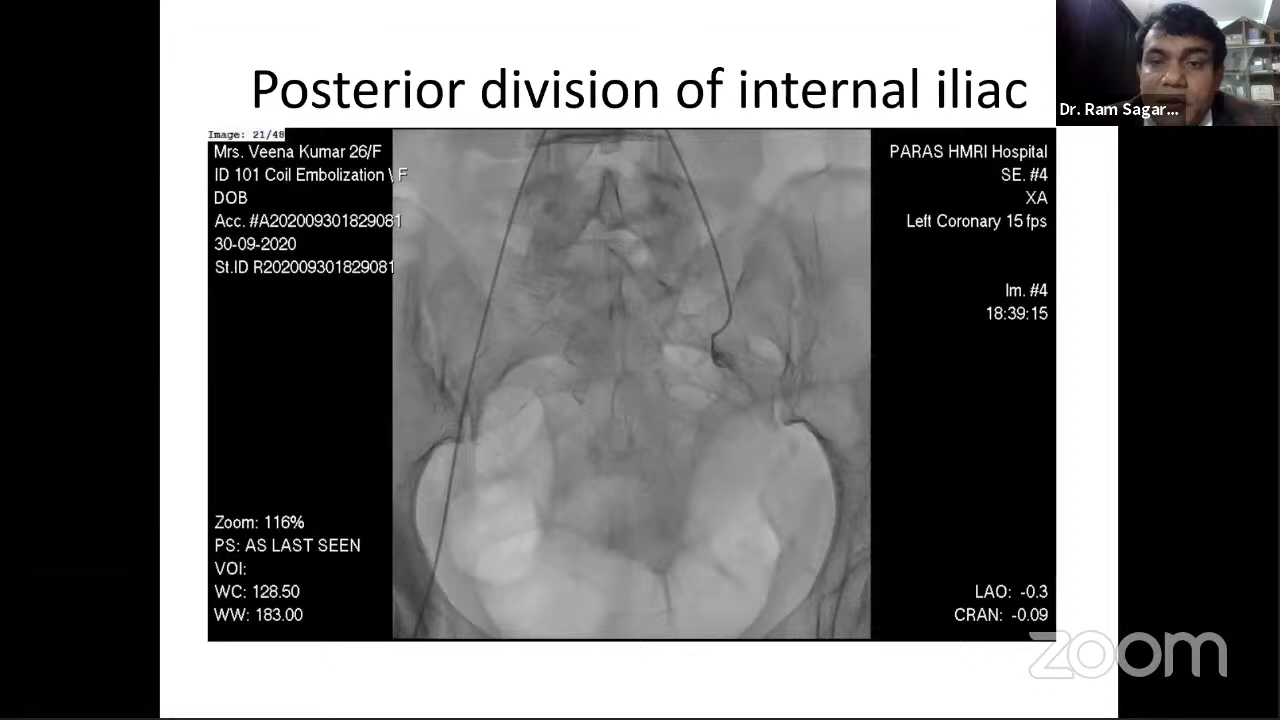 Posterior division of internal iliac
Dr. Ram Sagar...
Image: 21/48
Mrs. Veena Kumar 26/F
ID 101 Coil Embolization \ F
DOB
Acc. #A202009301829081
30-09-2020
St.ID R202009301829081
PARAS HMRI Hospital
SE. #4
XA
Left Coronary 15 fps
Im. #4
18:39:15
Zoom: 116%
PS: AS LAST SEEN
VOI:
WC: 128.50
WW: 183.00
LAO: -0.3
CRAN: -0.09
zoom